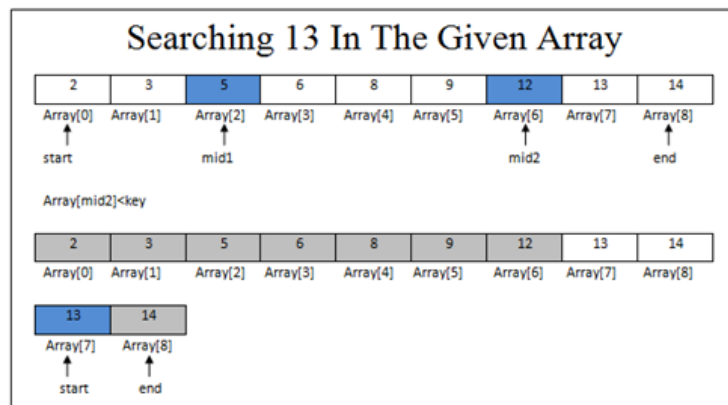 Searching 13 In The Given Array
2 3 5 6 8 9 12 13 14
Array[0] Array[1] Array[2] Array[3] Array[4] Array[5] Array[6] Array[7] Array[8]
start mid1 mid2 end
Array[mid2]<key
2 3 5 6 8 9 12 13 14
Array[0] Array[1] Array[2] Array[3] Array[4] Array[5] Array[6] Array[7] Array[8]
13 14
Array[7] Array[8]
start end